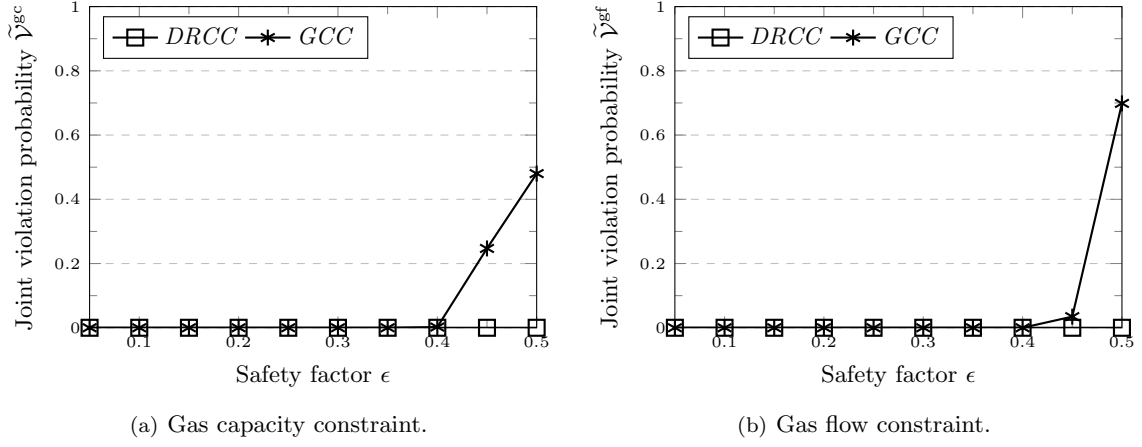 Joint violation probability Ṽ^gc
1
0.8
0.6
0.4
0.2
0
DRCC GCC
0.1 0.2 0.3 0.4 0.5
Safety factor ϵ
(a) Gas capacity constraint.
Joint violation probability Ṽ^gf
1
0.8
0.6
0.4
0.2
0
DRCC GCC
0.1 0.2 0.3 0.4 0.5
Safety factor ϵ
(b) Gas flow constraint.